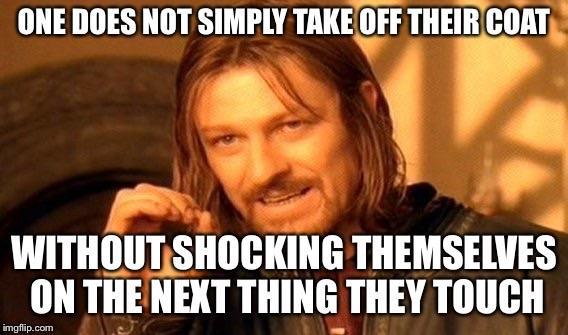 ONE DOES NOT SIMPLY TAKE OFF THEIR COAT
WITHOUT SHOCKING THEMSELVES
ON THE NEXT THING THEY TOUCH
imgflip.com